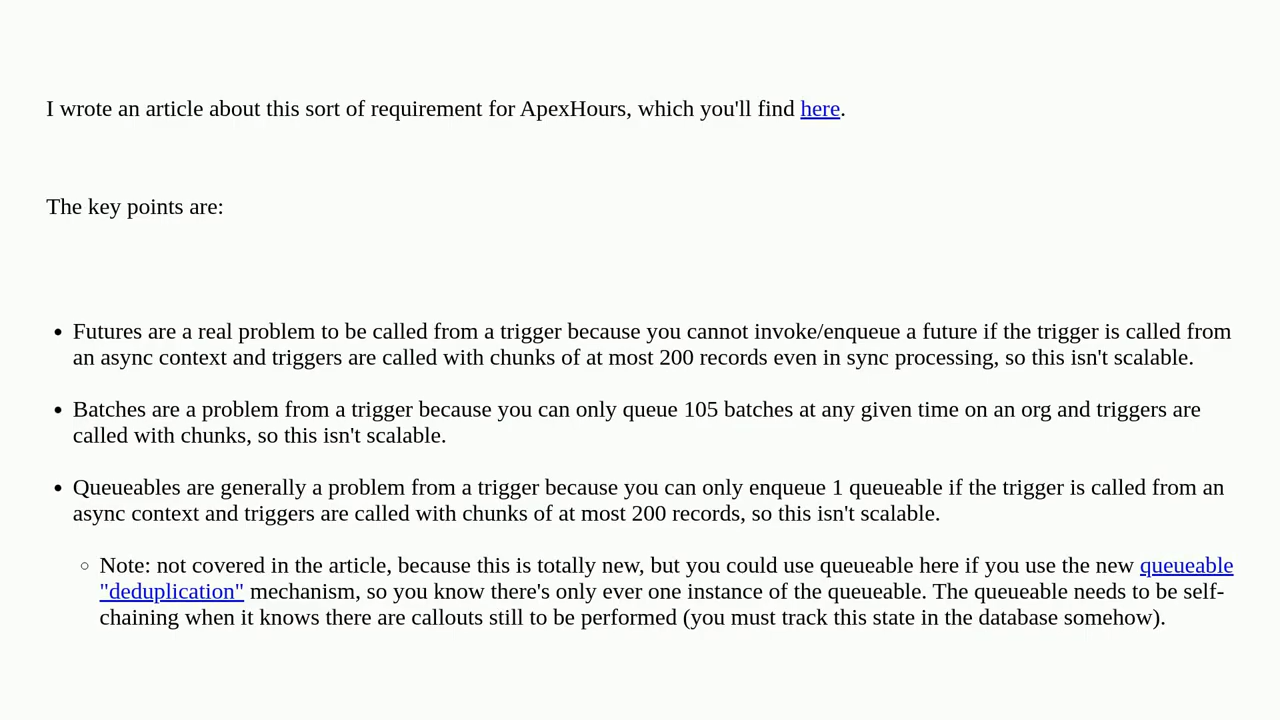 I wrote an article about this sort of requirement for ApexHours, which you'll find here.
The key points are:
• Futures are a real problem to be called from a trigger because you cannot invoke/enqueue a future if the trigger is called from
an async context and triggers are called with chunks of at most 200 records even in sync processing, so this isn't scalable.
• Batches are a problem from a trigger because you can only queue 105 batches at any given time on an org and triggers are
called with chunks, so this isn't scalable.
• Queueables are generally a problem from a trigger because you can only enqueue 1 queueable if the trigger is called from an
async context and triggers are called with chunks of at most 200 records, so this isn't scalable.
◦ Note: not covered in the article, because this is totally new, but you could use queueable here if you use the new queueable
"deduplication" mechanism, so you know there's only ever one instance of the queueable. The queueable needs to be self-
chaining when it knows there are callouts still to be performed (you must track this state in the database somehow).